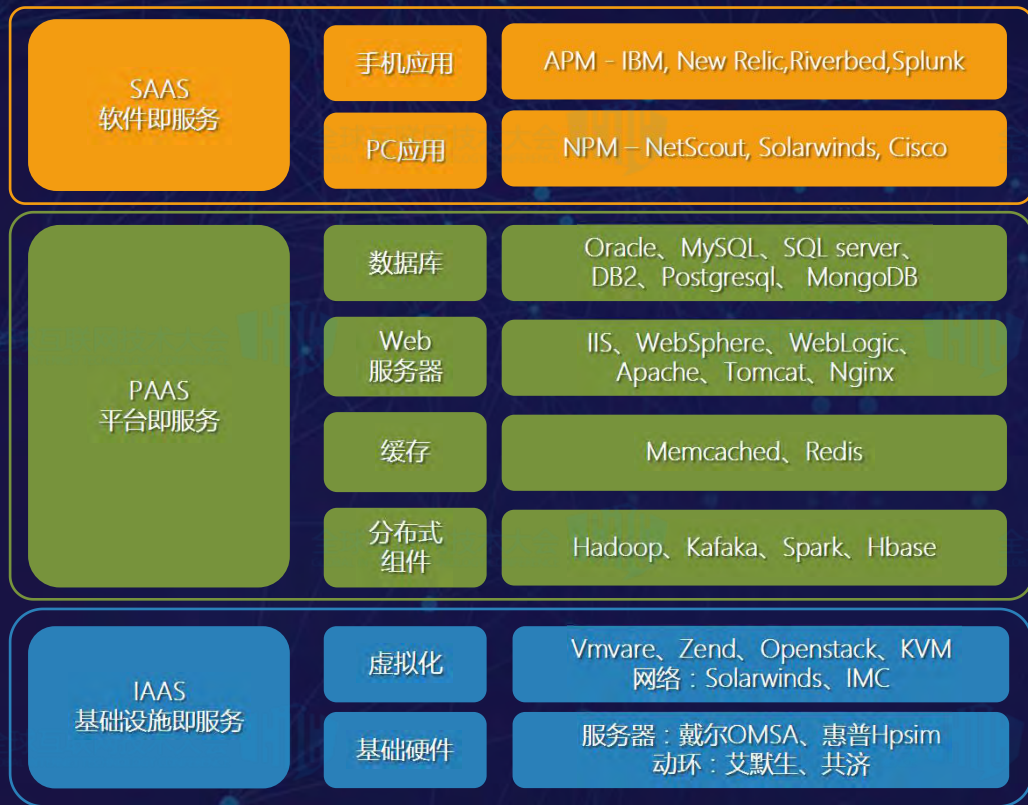 SAAS
软件即服务
手机应用
APM - IBM, New Relic,Riverbed,Splunk
PC应用
NPM – NetScout, Solarwinds, Cisco
PAAS
平台即服务
数据库
Oracle、MySQL、SQL server、
DB2、Postgresql、 MongoDB
Web
服务器
IIS、WebSphere、WebLogic、
Apache、Tomcat、Nginx
缓存
Memcached、Redis
分布式
组件
Hadoop、Kafaka、Spark、Hbase
IAAS
基础设施即服务
虚拟化
Vmvare、Zend、Openstack、KVM
网络：Solarwinds、IMC
基础硬件
服务器：戴尔OMSA、惠普Hpsim
动环：艾默生、共济